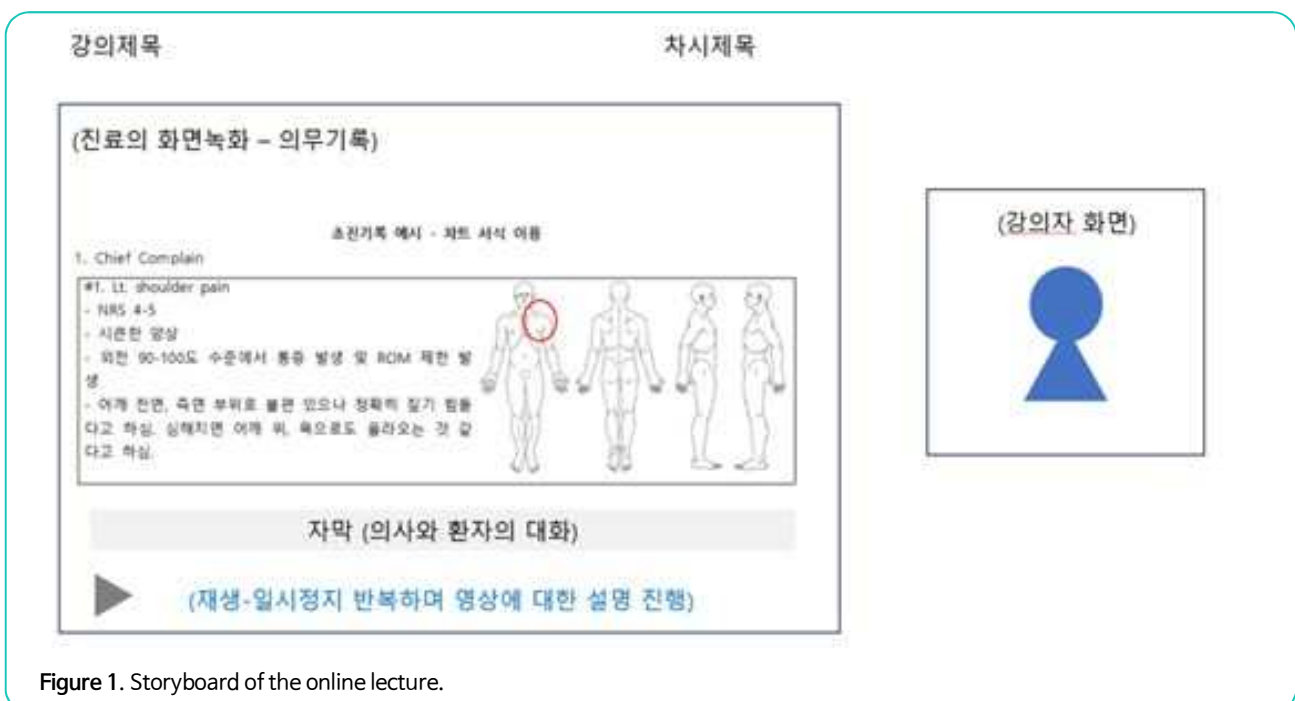 강의제목 차시제목
(진료의 화면녹화 – 의무기록)
초진기록 예시 - 차트 서식 이용
1. Chief Complain
#1. Lt. shoulder pain
- NRS 4-5
- 시큰한 양상
- 외전 90-100도 수준에서 통증 발생 및 ROM 제한 발
생
- 어깨 전면, 측면 부위로 불편 있으나 정확히 짚기 힘들
다고 하심. 심해지면 어깨 위, 목으로도 올라오는 것 같
다고 하심.
자막 (의사와 환자의 대화)
(재생-일시정지 반복하며 영상에 대한 설명 진행)
(강의자 화면)
Figure 1. Storyboard of the online lecture.